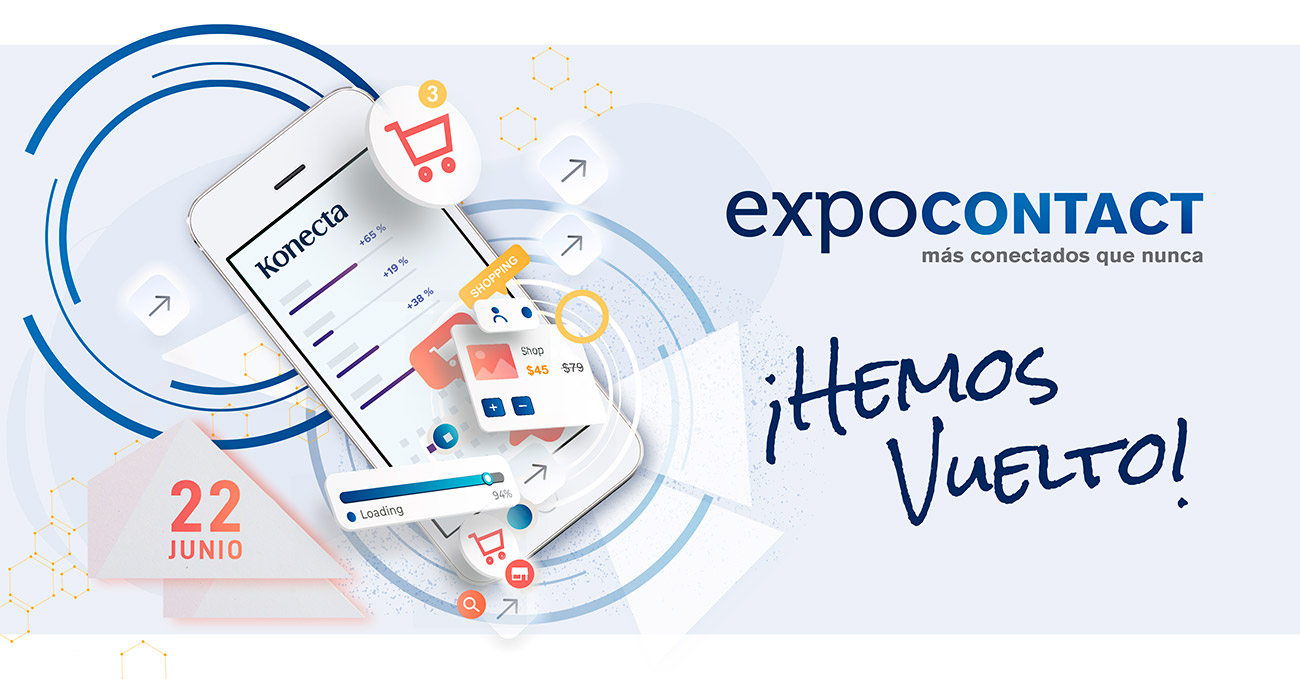 3
Konecta
+65 %
+19 %
+38 %
SHOPPING
Shop
$45 $79
94%
Loading
22
JUNIO
expoCONTACT
más conectados que nunca
¡HEMOS
VUELTO!